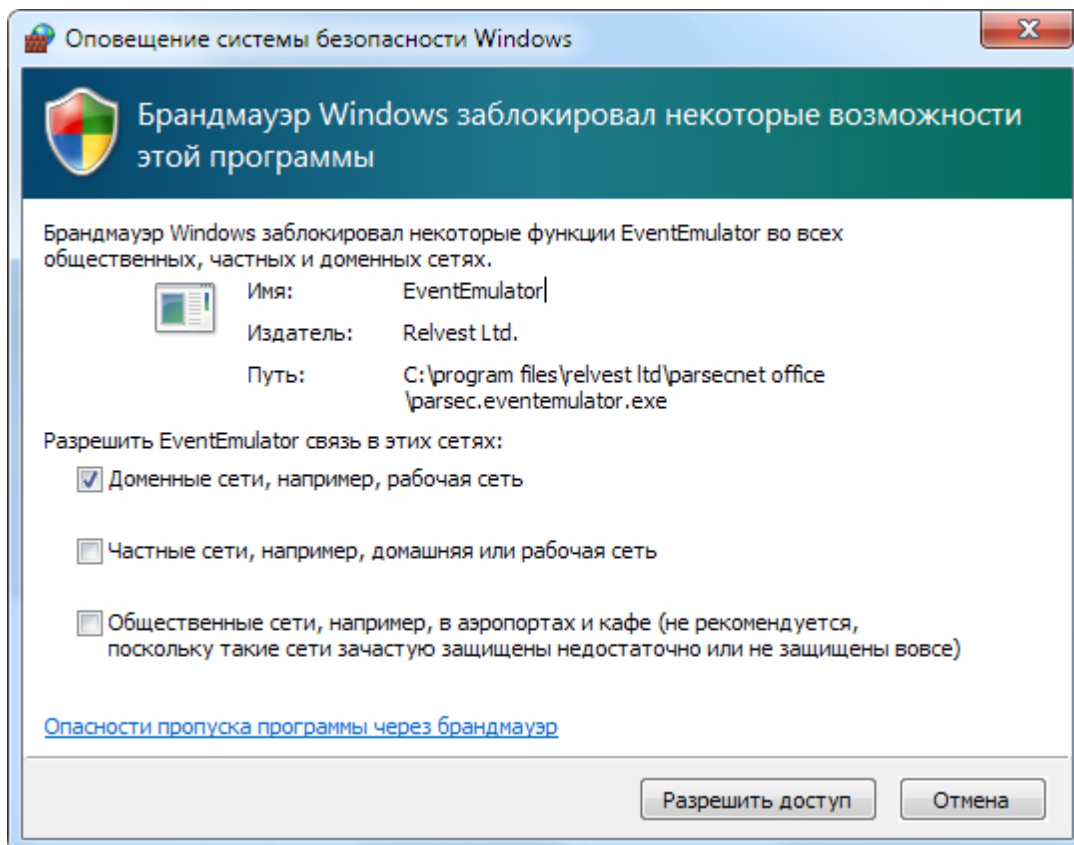 Оповещение системы безопасности Windows
Брандмауэр Windows заблокировал некоторые возможности
этой программы
Брандмауэр Windows заблокировал некоторые функции EventEmulator во всех
общественных, частных и доменных сетях.
Имя: EventEmulator
Издатель: Relvest Ltd.
Путь: C:\program files\relvest ltd\parsecnet office
\parsec.eventemulator.exe
Разрешить EventEmulator связь в этих сетях:
Доменные сети, например, рабочая сеть
Частные сети, например, домашняя или рабочая сеть
Общественные сети, например, в аэропортах и кафе (не рекомендуется,
поскольку такие сети зачастую защищены недостаточно или не защищены вовсе)
Опасности пропуска программы через брандмауэр
Разрешить доступ Отмена